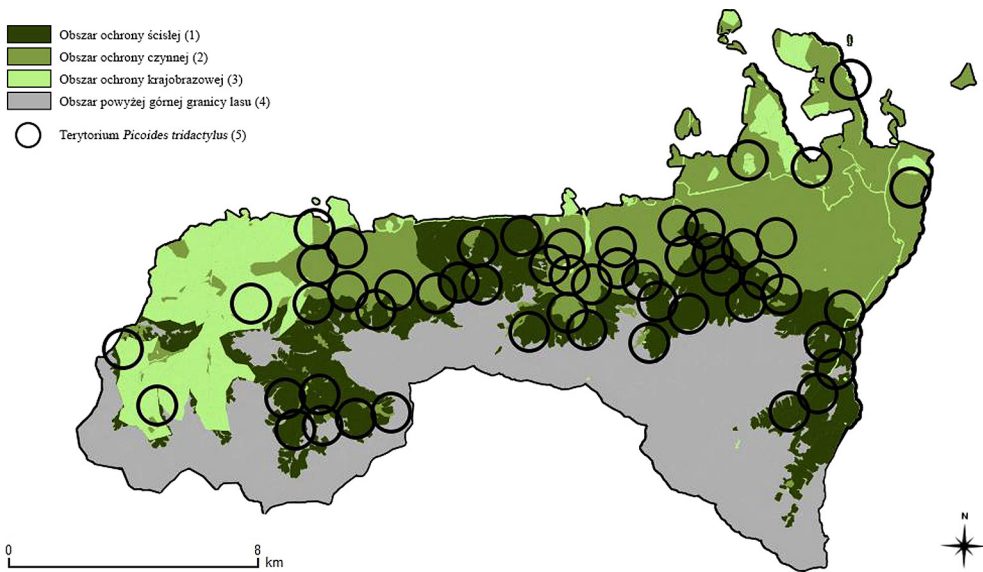 Obszar ochrony ścisłej (1)
Obszar ochrony czynnej (2)
Obszar ochrony krajobrazowej (3)
Obszar powyżej górnej granicy lasu (4)
Terytorium Picoides tridactylus (5)
N
0 8
km